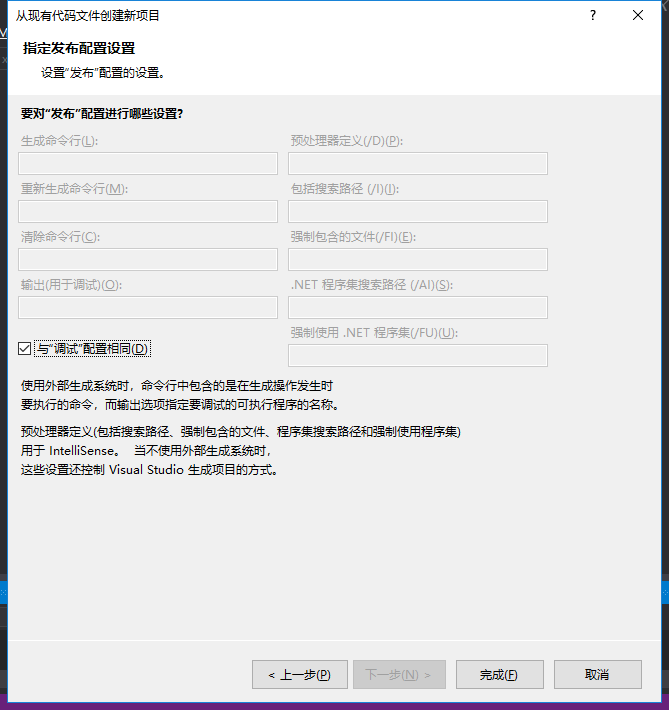 从现有代码文件创建新项目
指定发布配置设置
设置“发布”配置的设置。
要对“发布”配置进行哪些设置?
生成命令行(L):
预处理器定义(/D)(P):
重新生成命令行(M):
包括搜索路径 (/I)(I):
清除命令行(C):
强制包含的文件(/FI)(E):
输出(用于调试)(O):
.NET 程序集搜索路径 (/AI)(S):
强制使用 .NET 程序集(/FU)(U):
与“调试”配置相同(D)
使用外部生成系统时，命令行中包含的是在生成操作发生时
要执行的命令，而输出选项指定要调试的可执行程序的名称。
预处理器定义(包括搜索路径、强制包含的文件、程序集搜索路径和强制使用程序集)
用于 IntelliSense。 当不使用外部生成系统时，
这些设置还控制 Visual Studio 生成项目的方式。
< 上一步(P)
下一步(N) >
完成(F)
取消